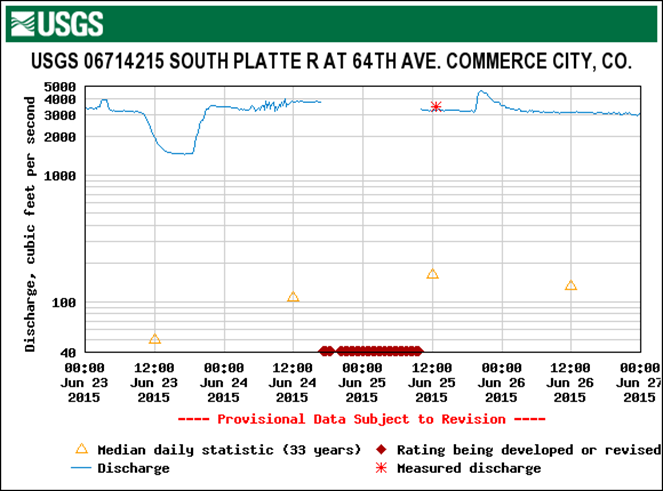 USGS
USGS 06714215 SOUTH PLATTE R AT 64TH AVE. COMMERCE CITY, CO.
Discharge, cubic feet per second
5000
4000
3000
2000
1000
100
40
00:00 12:00 00:00 12:00 00:00 12:00 00:00 12:00 00:00
Jun 23 Jun 23 Jun 24 Jun 24 Jun 25 Jun 25 Jun 26 Jun 26 Jun 27
2015 2015 2015 2015 2015 2015 2015 2015 2015
---- Provisional Data Subject to Revision ----
Median daily statistic (33 years) Rating being developed or revised
Discharge Measured discharge